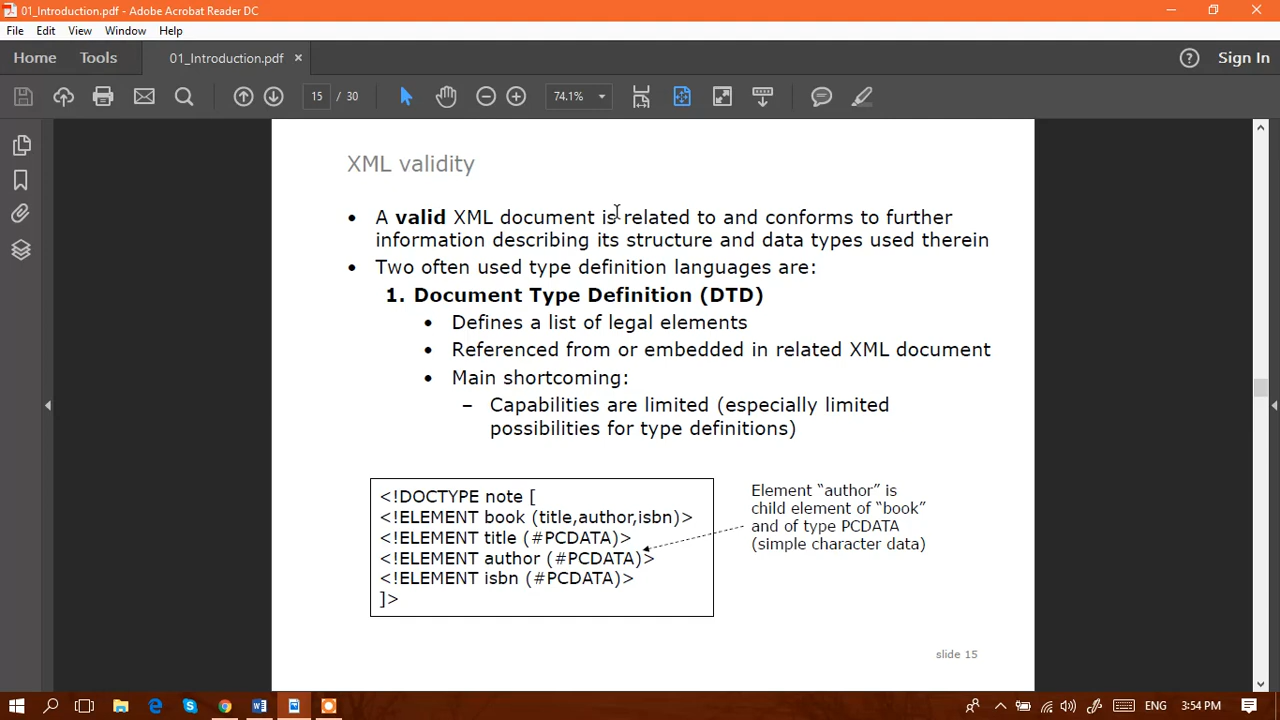 01_Introduction.pdf - Adobe Acrobat Reader DC
File Edit View Window Help
Home Tools 01_Introduction.pdf × ? Sign In
15 / 30 74.1%
XML validity
• A valid XML document is related to and conforms to further
information describing its structure and data types used therein
• Two often used type definition languages are:
1. Document Type Definition (DTD)
• Defines a list of legal elements
• Referenced from or embedded in related XML document
• Main shortcoming:
– Capabilities are limited (especially limited
possibilities for type definitions)
<!DOCTYPE note [
<!ELEMENT book (title,author,isbn)>
<!ELEMENT title (#PCDATA)>
<!ELEMENT author (#PCDATA)>
<!ELEMENT isbn (#PCDATA)>
]>
Element “author” is
child element of “book”
and of type PCDATA
(simple character data)
slide 15
ENG 3:54 PM